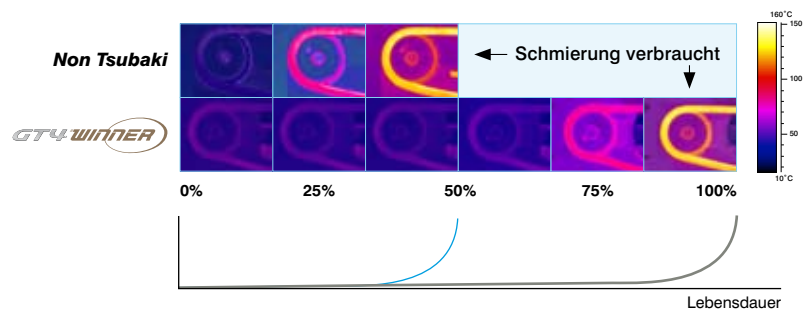 160°C
150
Non Tsubaki
Schmierung verbraucht
100
GT4 WINNER
50
10°C
0%
25%
50%
75%
100%
Lebensdauer